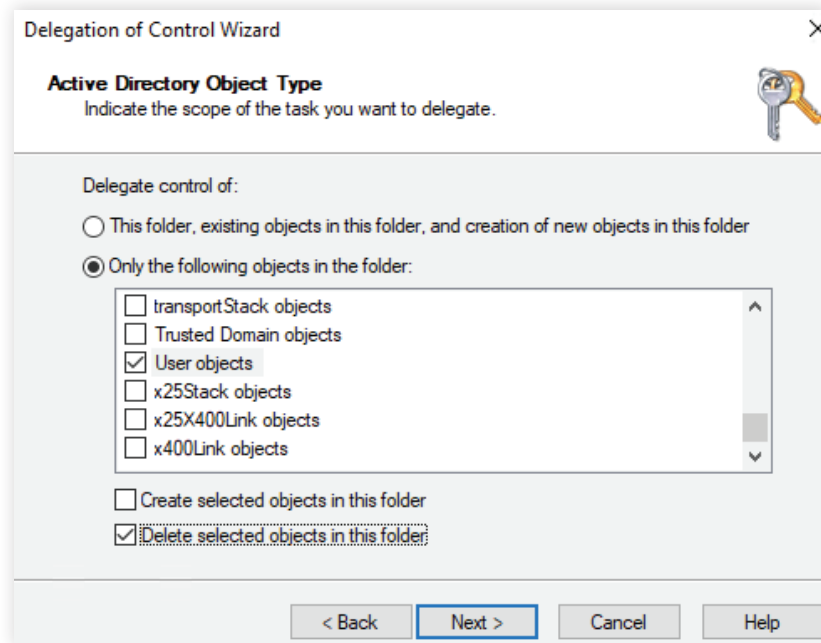 Delegation of Control Wizard
Active Directory Object Type
Indicate the scope of the task you want to delegate.
Delegate control of:
This folder, existing objects in this folder, and creation of new objects in this folder
Only the following objects in the folder:
transportStack objects
Trusted Domain objects
User objects
x25Stack objects
x25X400Link objects
x400Link objects
Create selected objects in this folder
Delete selected objects in this folder
< Back Next > Cancel Help